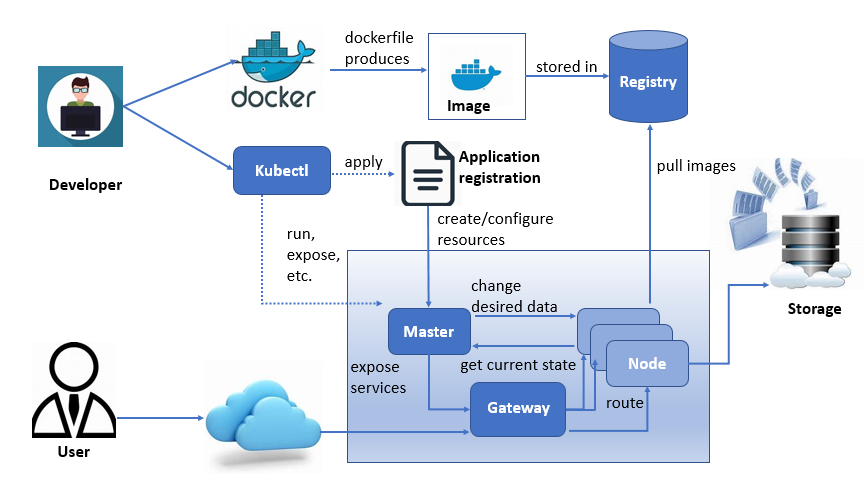 dockerfile
produces
docker
Image
stored in
Registry
Developer
Kubectl
apply
Application
registration
pull images
create/configure
resources
run,
expose,
etc.
change
desired data
Storage
Master
get current state
Node
expose
services
Gateway
route
User